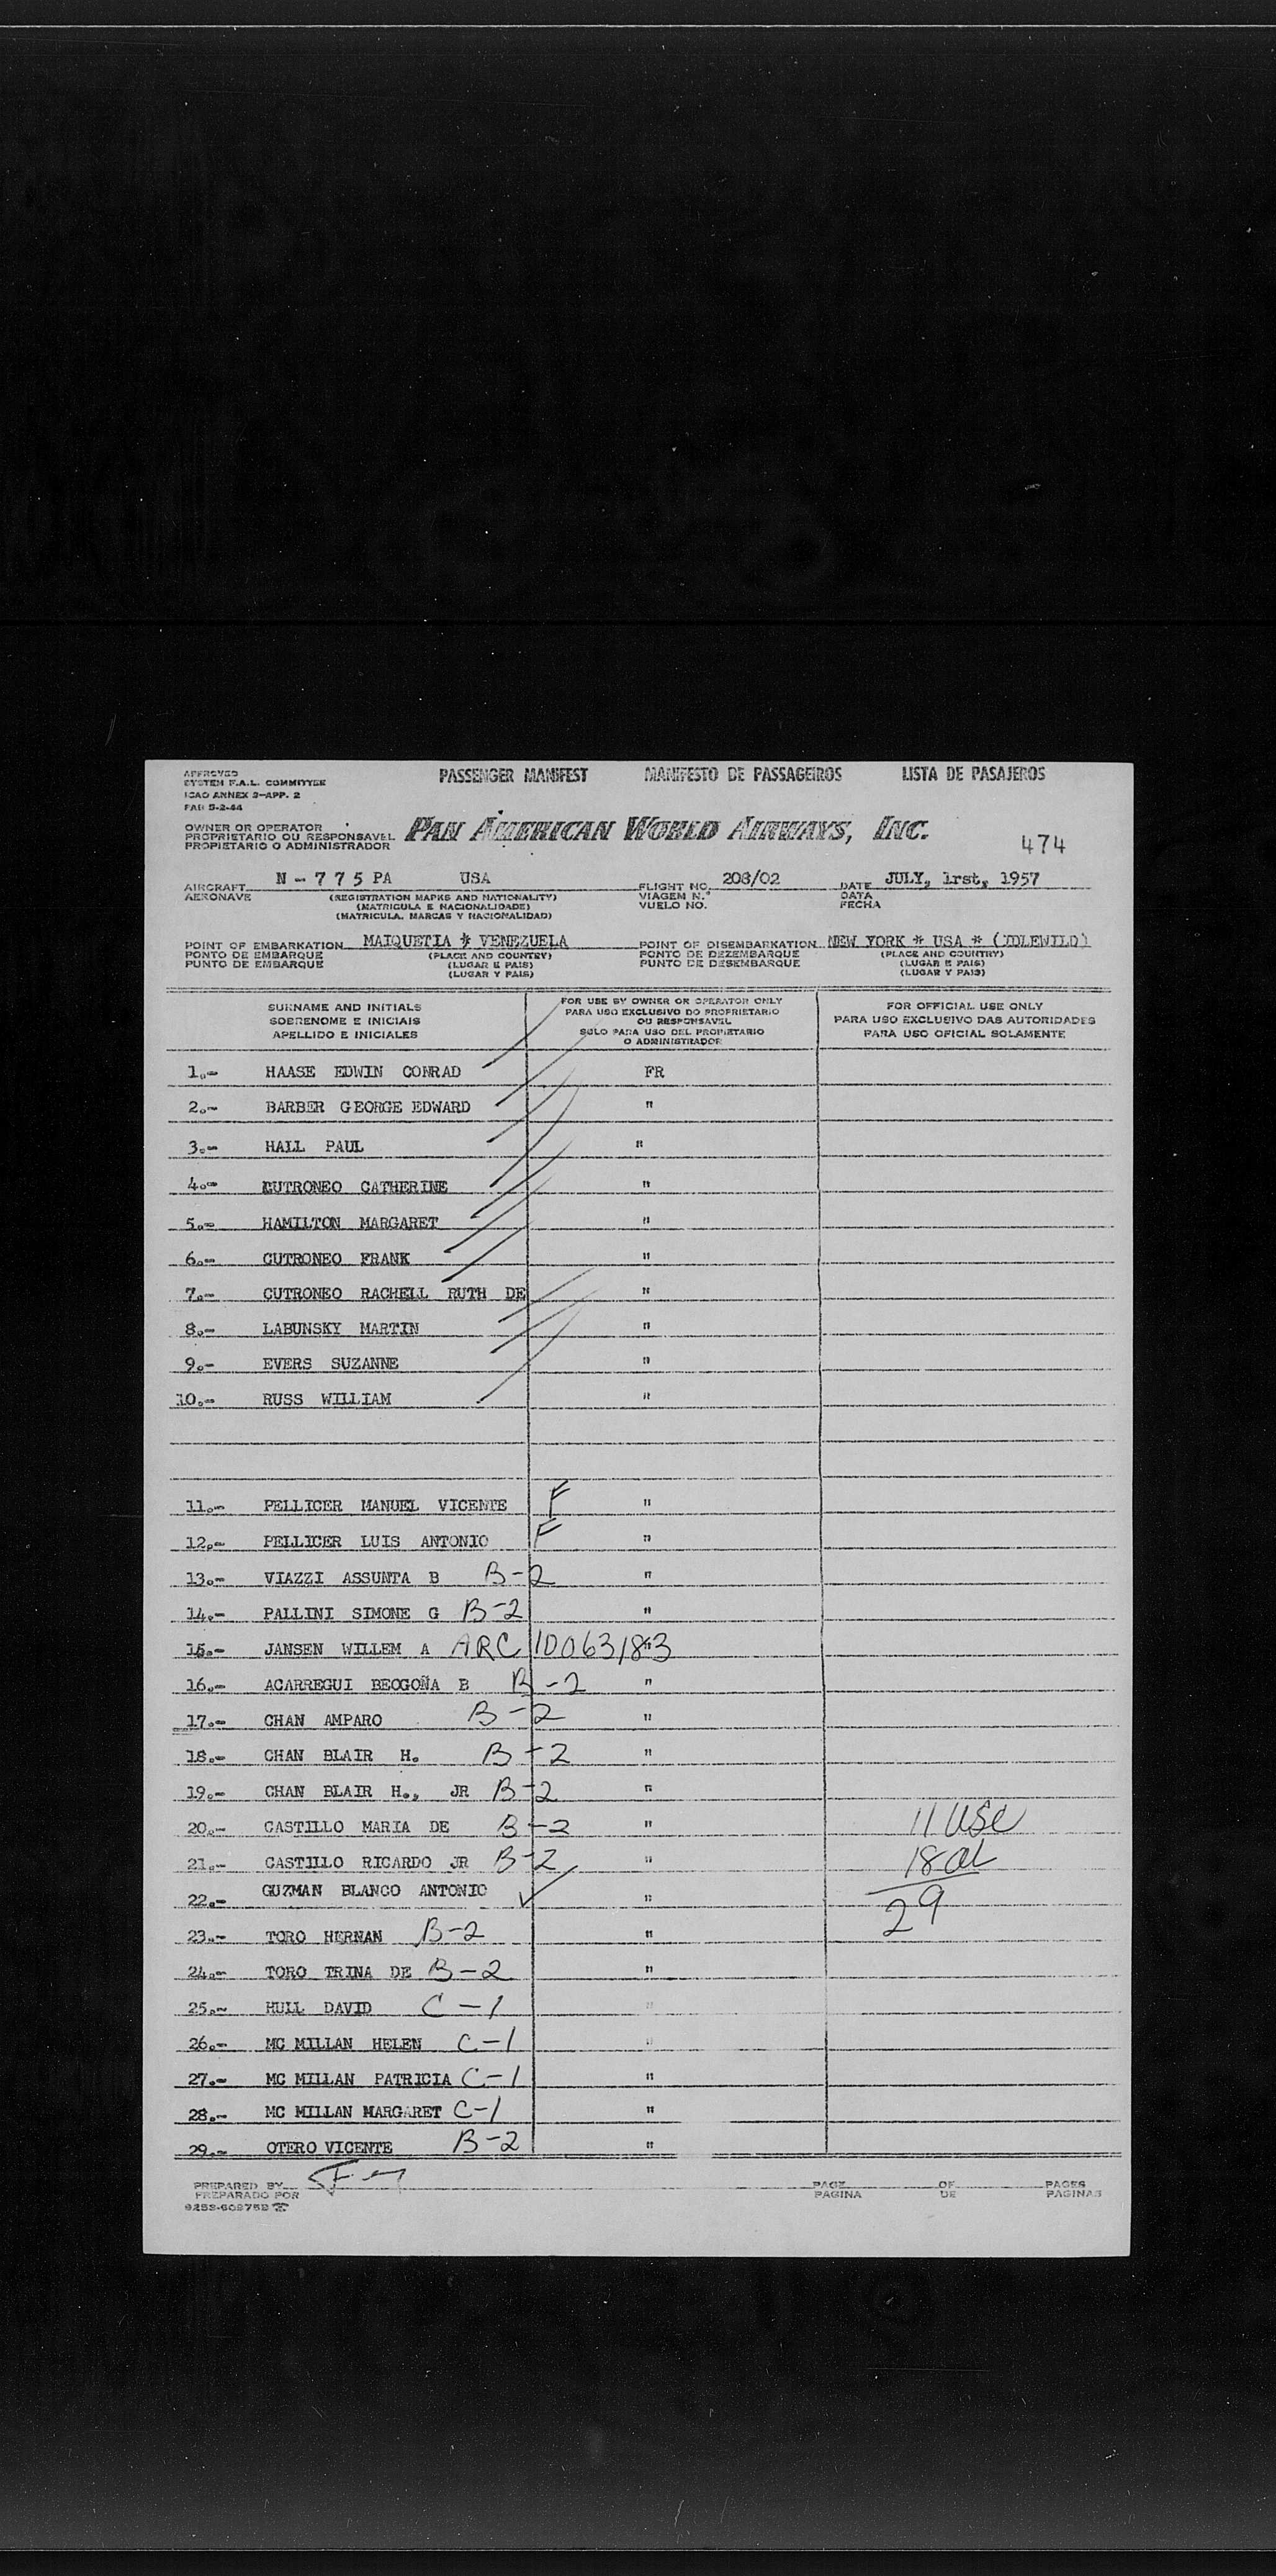 APPROVED
SYSTEM F.A.L. COMMITTEE
ICAO ANNEX 9-APP. 2
PASSENGER MANIFEST MANIFESTO DE PASSAGEIROS LISTA DE PASAJEROS
OWNER OR OPERATOR
PROPRIETARIO OU RESPONSAVEL
PROPIETARIO O ADMINISTRADOR
PAN AMERICAN WORLD AIRWAYS, INC.
474
AIRCRAFT N - 7 7 5 PA USA FLIGHT NO. 208/02 DATE JULY, 1rst, 1957
AERONAVE (REGISTRATION MARKS AND NATIONALITY) VIAGEM N.° DATA
(MATRICULA E NACIONALIDADE) VUELO NO. FECHA
(MATRICULA, MARCAS Y NACIONALIDAD)
POINT OF EMBARKATION MAIQUETIA * VENEZUELA POINT OF DISEMBARKATION NEW YORK * USA * (IDLEWILD)
PONTO DE EMBARQUE (PLACE AND COUNTRY) PONTO DE DEZEMBARQUE (PLACE AND COUNTRY)
PUNTO DE EMBARQUE (LUGAR E PAIS) PUNTO DE DESEMBARQUE (LUGAR E PAIS)
(LUGAR Y PAIS) (LUGAR Y PAIS)
SURNAME AND INITIALS
SOBRENOME E INICIAIS
APELLIDO E INICIALES
FOR USE BY OWNER OR OPERATOR ONLY
PARA USO EXCLUSIVO DO PROPRIETARIO
OU RESPONSAVEL
SOLO PARA USO DEL PROPIETARIO
O ADMINISTRADOR
FOR OFFICIAL USE ONLY
PARA USO EXCLUSIVO DAS AUTORIDADES
PARA USO OFICIAL SOLAMENTE
1.- HAASE EDWIN CONRAD FR
2.- BARBER GEORGE EDWARD "
3.- HALL PAUL "
4.- CUTRONEO CATHERINE "
5.- HAMILTON MARGARET "
6.- CUTRONEO FRANK "
7.- CUTRONEO RACHELL RUTH DE "
8.- LABUNSKY MARTIN "
9.- EVERS SUZANNE "
10.- RUSS WILLIAM "
11.- PELLICER MANUEL VICENTE F "
12.- PELLICER LUIS ANTONIO F "
13.- VIAZZI ASSUNTA B B-2 "
14.- PALLINI SIMONE G B-2 "
15.- JANSEN WILLEM A ARC 10063183 "
16.- ACARREGUI BEOGOÑA B B-2 "
17.- CHAN AMPARO B-2 "
18.- CHAN BLAIR H. B-2 "
19.- CHAN BLAIR H., JR B-2 "
20.- CASTILLO MARIA DE B-2 " 11 USC
21.- CASTILLO RICARDO JR B-2 " 18 al
22.- GUZMAN BLANCO ANTONIO ✓ " 29
23.- TORO HERNAN B-2 "
24.- TORO TRINA DE B-2 "
25.- HULL DAVID C-1 "
26.- MC MILLAN HELEN C-1 "
27.- MC MILLAN PATRICIA C-1 "
28.- MC MILLAN MARGARET C-1 "
29.- OTERO VICENTE B-2 "
PREPARED BY PAGE OF PAGES
PREPARADO POR PAGINA DE PAGINAS